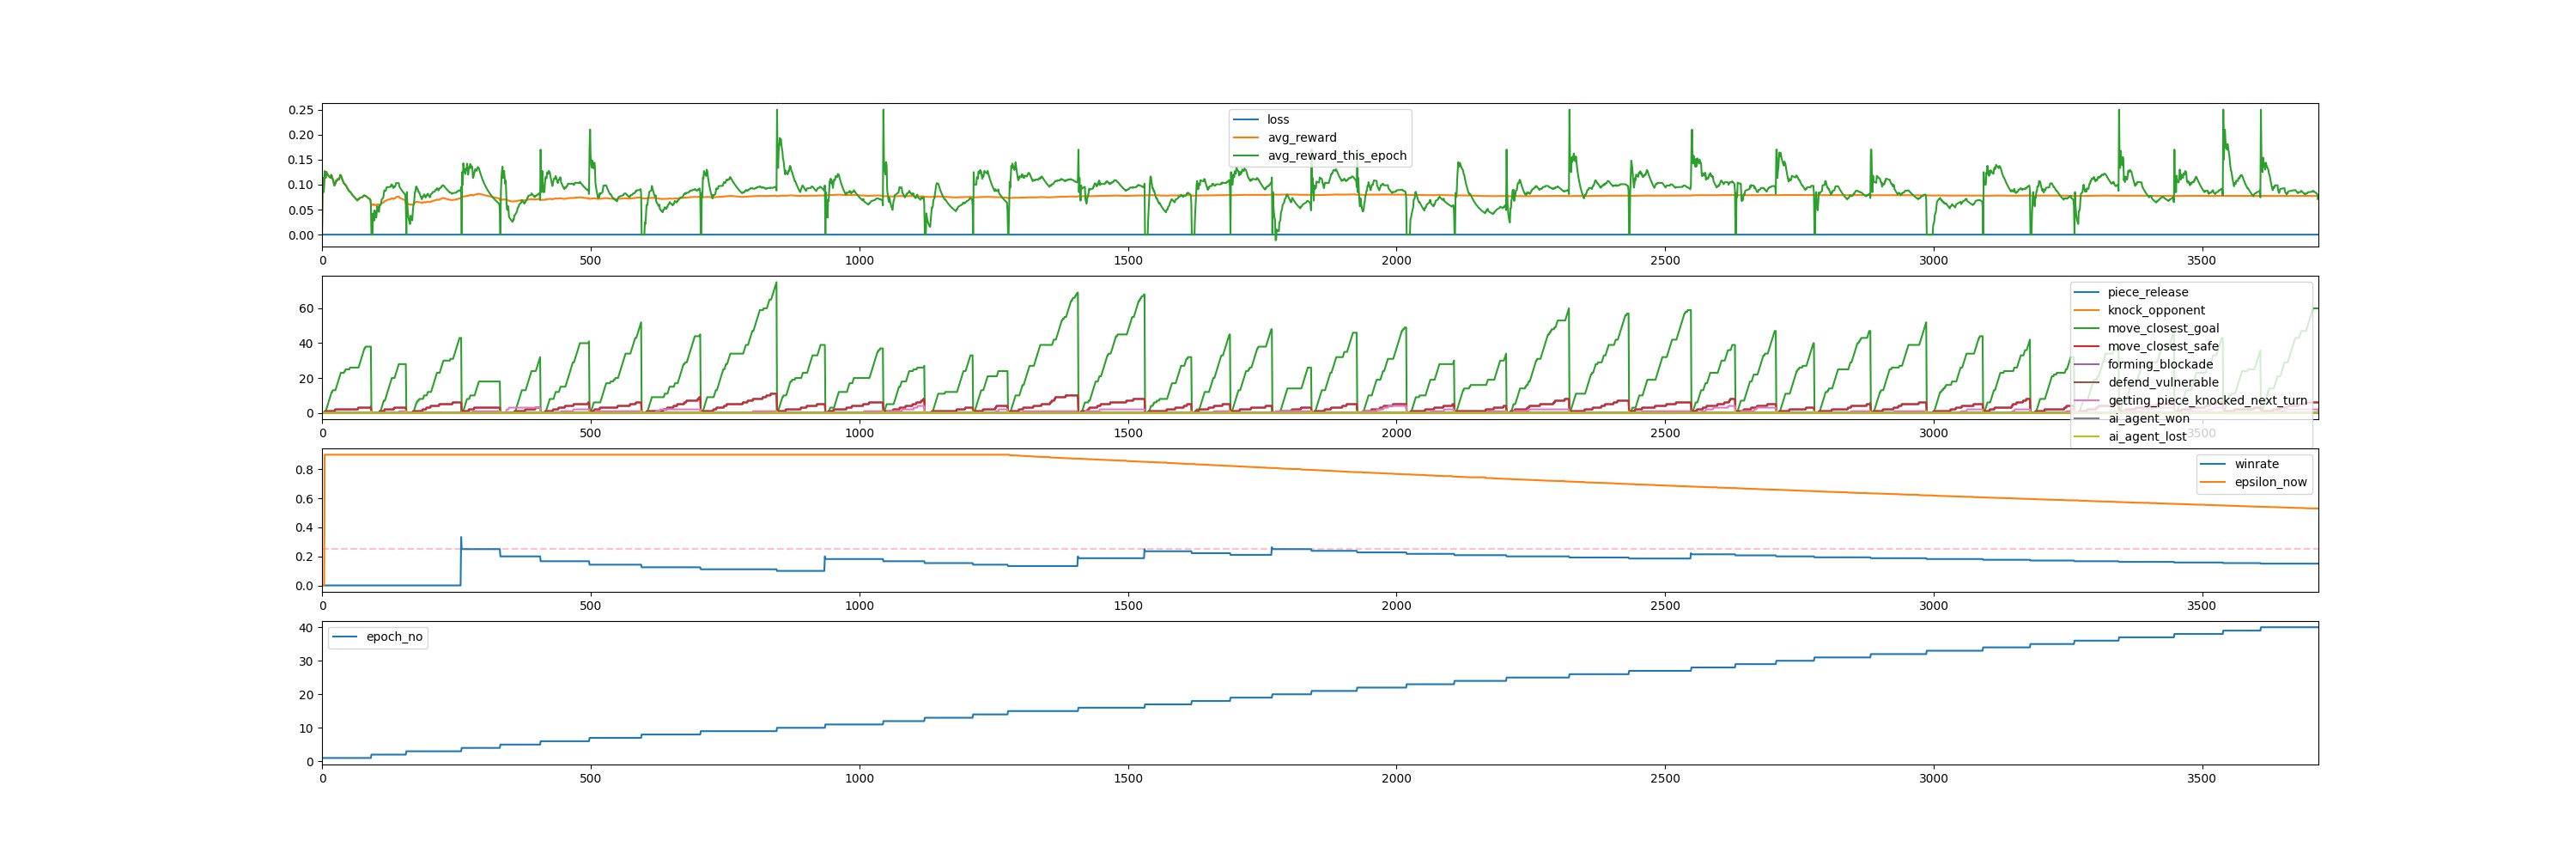 0.25
0.20
0.15
0.10
0.05
0.00
loss
avg_reward
avg_reward_this_epoch
0 500 1000 1500 2000 2500 3000 3500
60
40
20
0
piece_release
knock_opponent
move_closest_goal
move_closest_safe
forming_blockade
defend_vulnerable
getting_piece_knocked_next_turn
ai_agent_won
ai_agent_lost
0 500 1000 1500 2000 2500 3000 3500
0.8
0.6
0.4
0.2
0.0
winrate
epsilon_now
0 500 1000 1500 2000 2500 3000 3500
40
30
20
10
0
epoch_no
0 500 1000 1500 2000 2500 3000 3500